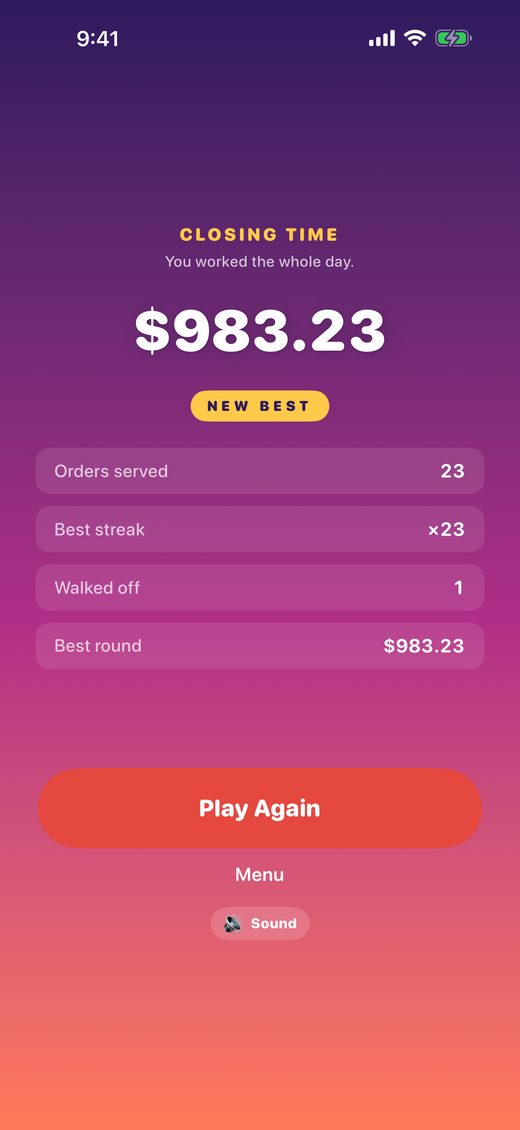 9:41
CLOSING TIME
You worked the whole day.
$983.23
NEW BEST
Orders served 23
Best streak ×23
Walked off 1
Best round $983.23
Play Again
Menu
Sound